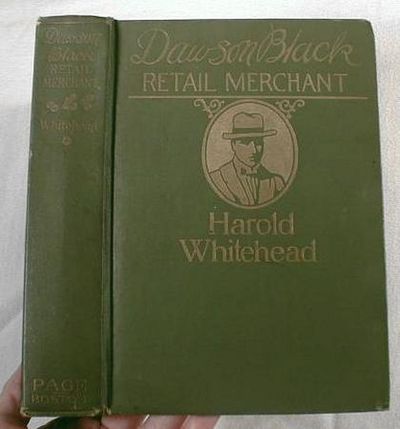 Dawson
Black
RETAIL
MERCHANT
Whitehead
PAGE
BOSTON
Dawson Black
RETAIL MERCHANT
Harold
Whitehead